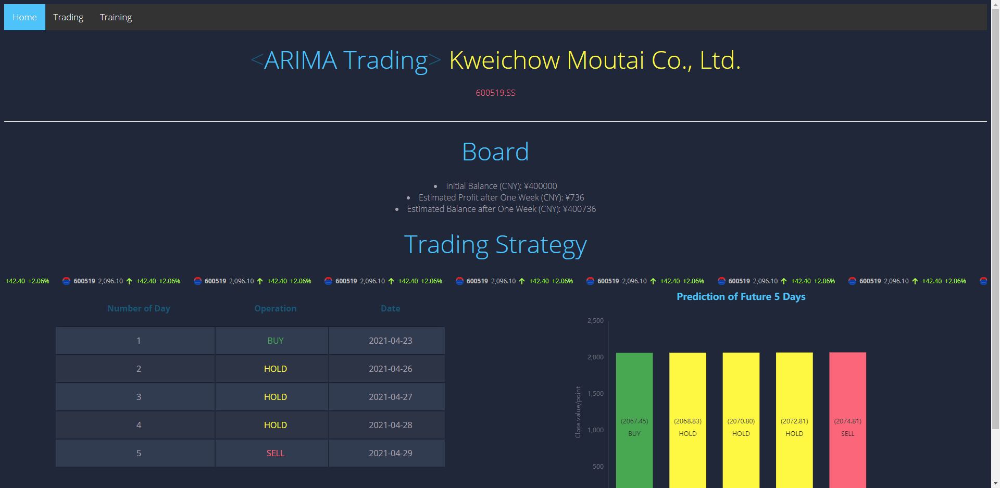 Home Trading Training
<ARIMA Trading> Kweichow Moutai Co., Ltd.
600519.SS
Board
• Initial Balance (CNY): ¥400000
• Estimated Profit after One Week (CNY): ¥736
• Estimated Balance after One Week (CNY): ¥400736
Trading Strategy
+42.40 +2.06% 600519 2,096.10 ↑ +42.40 +2.06% 600519 2,096.10 ↑ +42.40 +2.06% 600519 2,096.10 ↑ +42.40 +2.06% 600519 2,096.10 ↑ +42.40 +2.06% 600519 2,096.10 ↑ +42.40 +2.06% 600519 2,096.10 ↑ +42.40 +2.06% 600519 2,096.10 ↑ +42.40 +2.06%
Number of Day Operation Date
1 BUY 2021-04-23
2 HOLD 2021-04-26
3 HOLD 2021-04-27
4 HOLD 2021-04-28
5 SELL 2021-04-29
Prediction of Future 5 Days
Close value/point
2,500
2,000
1,500
1,000
500
(2067.45) (2068.83) (2070.80) (2072.81) (2074.81)
BUY HOLD HOLD HOLD SELL